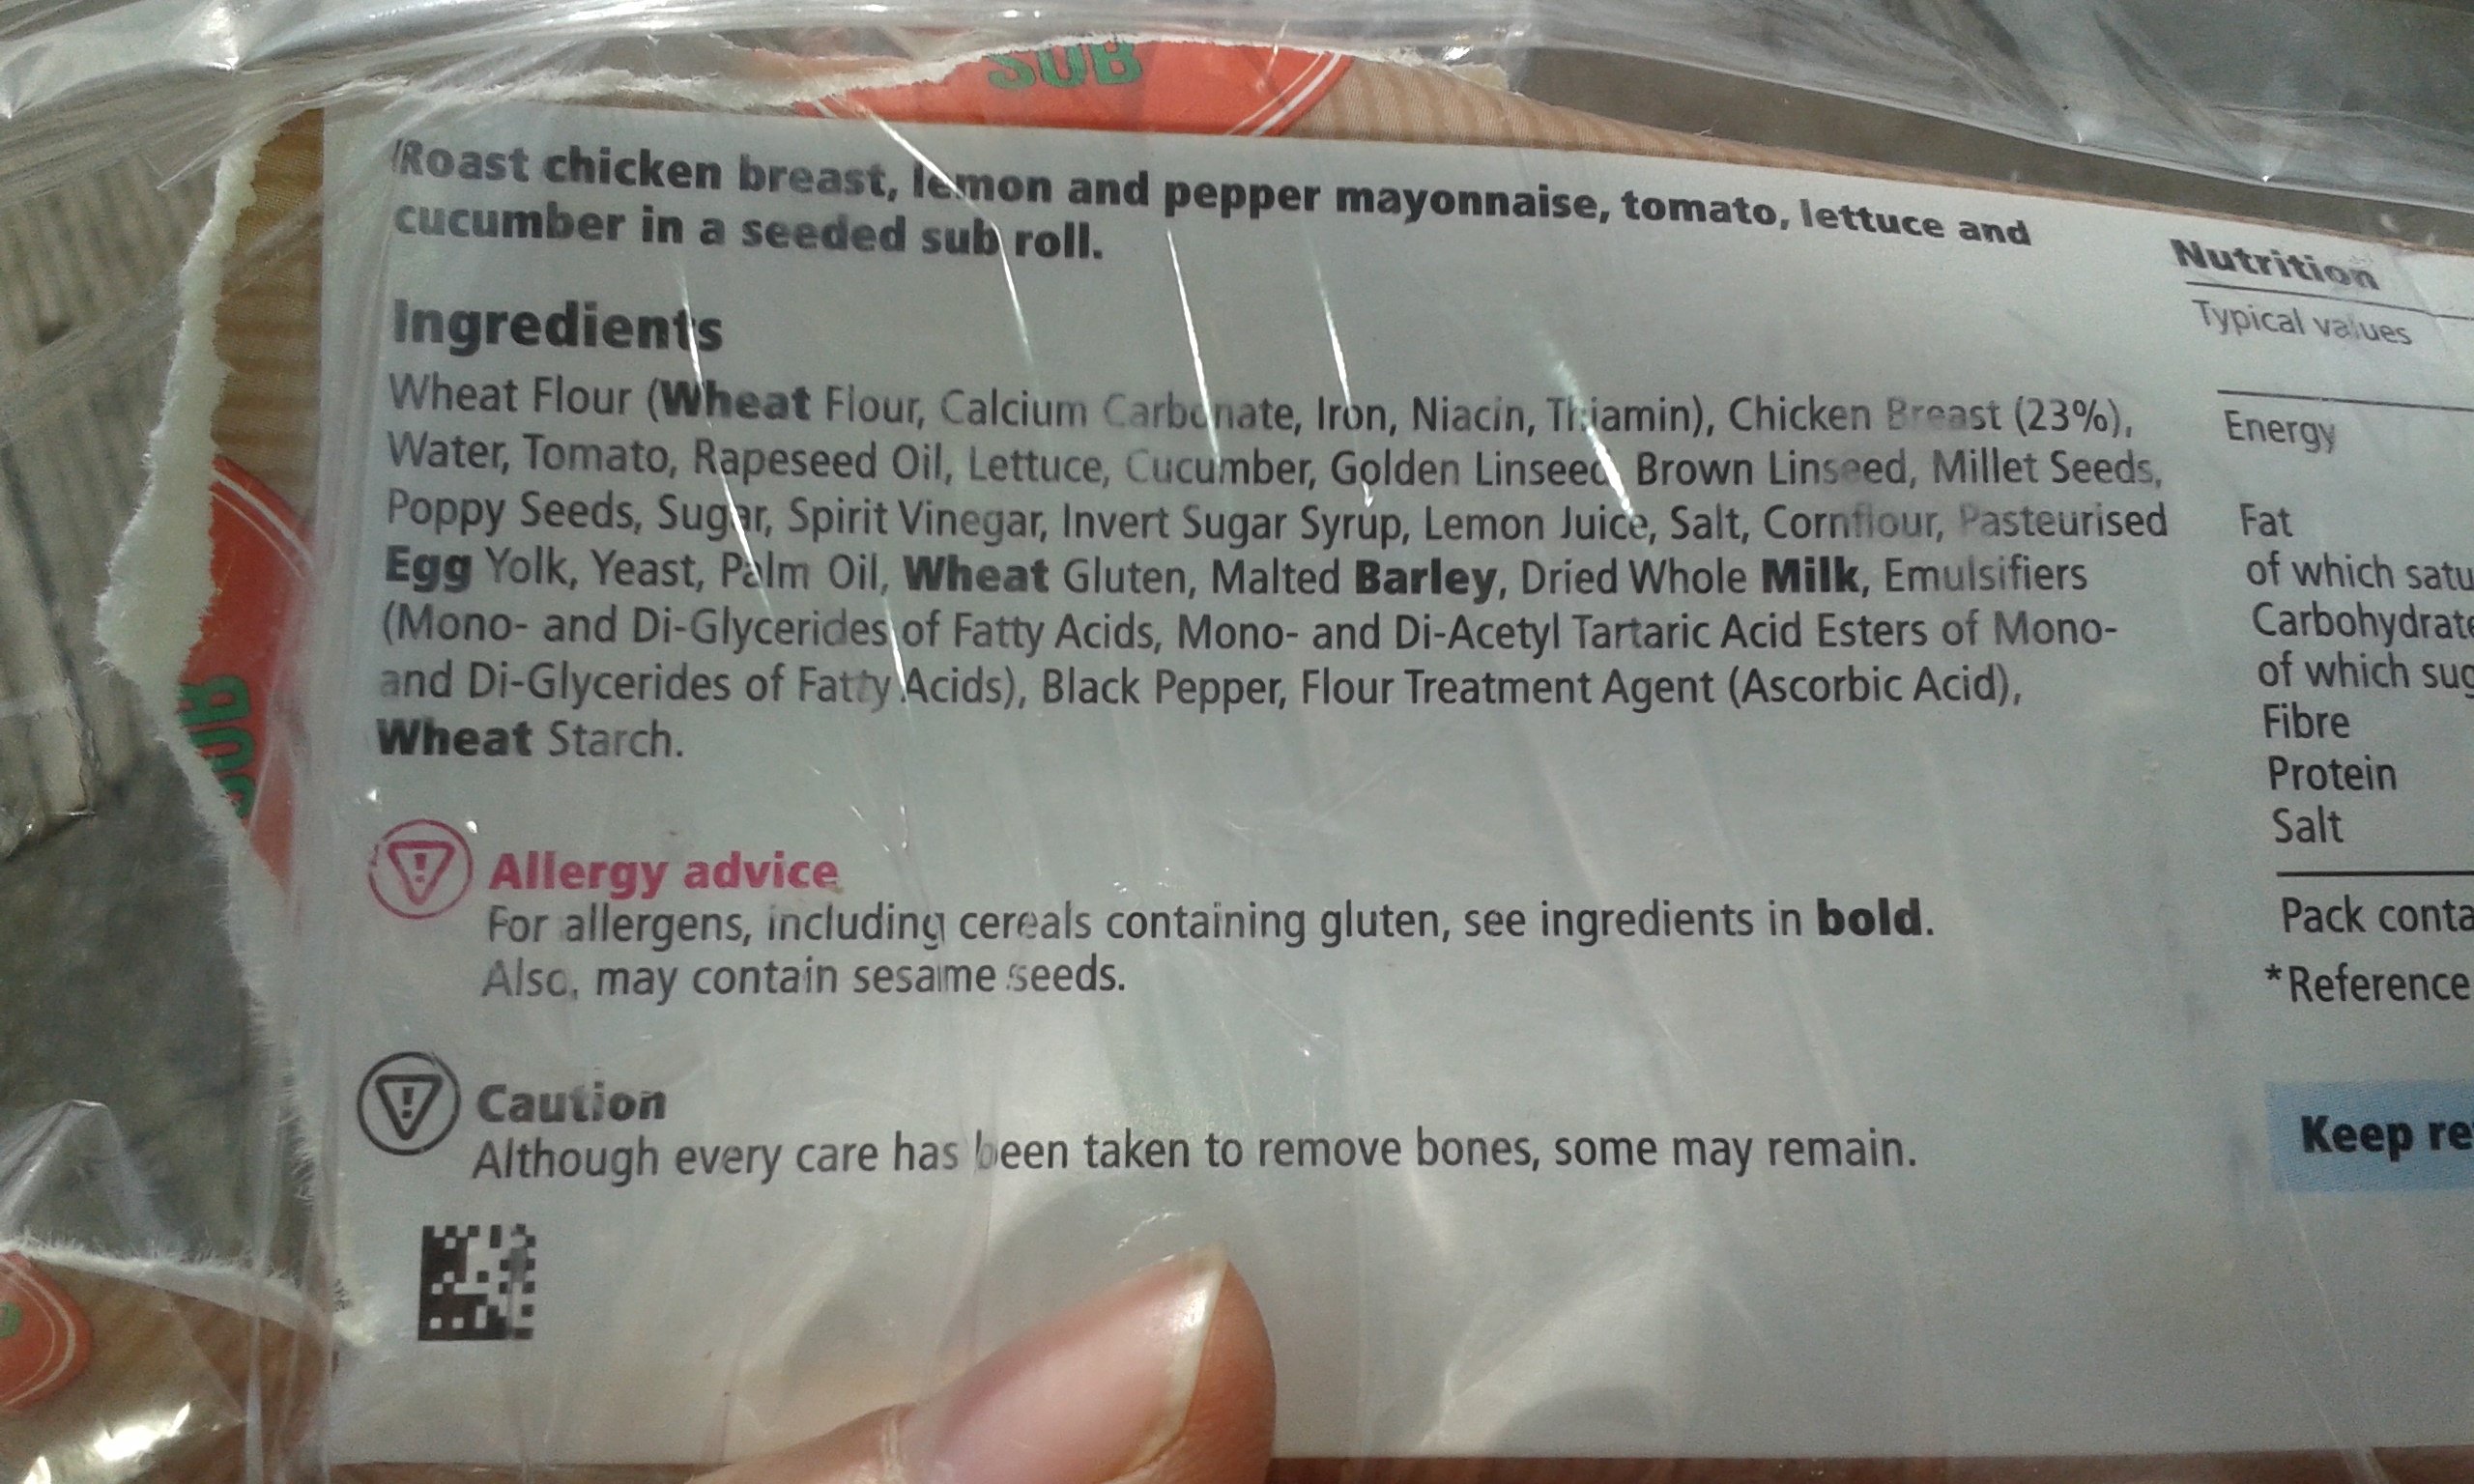 SUB
Roast chicken breast, lemon and pepper mayonnaise, tomato, lettuce and
cucumber in a seeded sub roll.
Ingredients
Wheat Flour (Wheat Flour, Calcium Carbonate, Iron, Niacin, Thiamin), Chicken Breast (23%),
Water, Tomato, Rapeseed Oil, Lettuce, Cucumber, Golden Linseed, Brown Linseed, Millet Seeds,
Poppy Seeds, Sugar, Spirit Vinegar, Invert Sugar Syrup, Lemon Juice, Salt, Cornflour, Pasteurised
Egg Yolk, Yeast, Palm Oil, Wheat Gluten, Malted Barley, Dried Whole Milk, Emulsifiers
(Mono- and Di-Glycerides of Fatty Acids, Mono- and Di-Acetyl Tartaric Acid Esters of Mono-
and Di-Glycerides of Fatty Acids), Black Pepper, Flour Treatment Agent (Ascorbic Acid),
Wheat Starch.
SUB
Allergy advice
For allergens, including cereals containing gluten, see ingredients in bold.
Also, may contain sesame seeds.
Caution
Although every care has been taken to remove bones, some may remain.
Nutrition
Typical values
Energy
Fat
of which satu
Carbohydrate
of which sug
Fibre
Protein
Salt
Pack conta
*Reference
Keep re